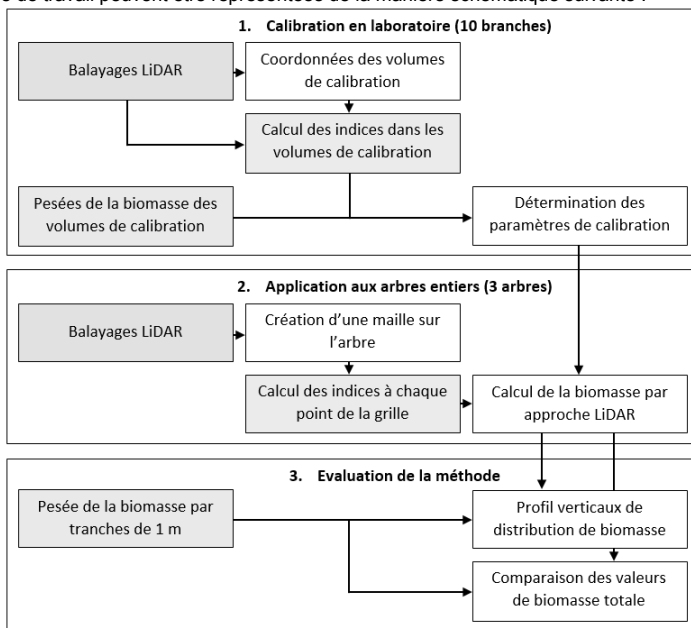 de travail peuvent être représentées de la manière schématique suivante :
1. Calibration en laboratoire (10 branches)
Balayages LiDAR
Coordonnées des volumes
de calibration
Calcul des indices dans les
volumes de calibration
Pesées de la biomasse des
volumes de calibration
Détermination des
paramètres de calibration
2. Application aux arbres entiers (3 arbres)
Balayages LiDAR
Création d'une maille sur
l'arbre
Calcul des indices à chaque
point de la grille
Calcul de la biomasse par
approche LiDAR
3. Evaluation de la méthode
Pesée de la biomasse par
tranches de 1 m
Profil verticaux de
distribution de biomasse
Comparaison des valeurs
de biomasse totale